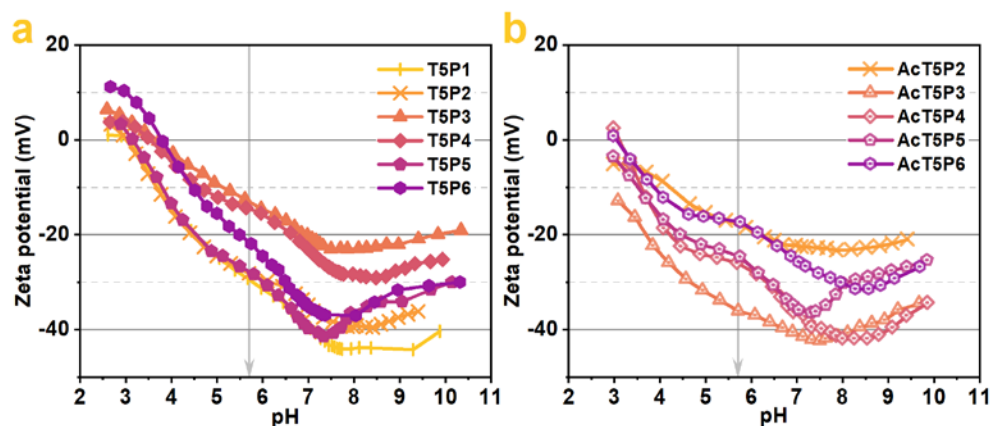 a
Zeta potential (mV)
20
0
-20
-40
2 3 4 5 6 7 8 9 10 11
pH
T5P1
T5P2
T5P3
T5P4
T5P5
T5P6
b
Zeta potential (mV)
20
0
-20
-40
2 3 4 5 6 7 8 9 10 11
pH
AcT5P2
AcT5P3
AcT5P4
AcT5P5
AcT5P6